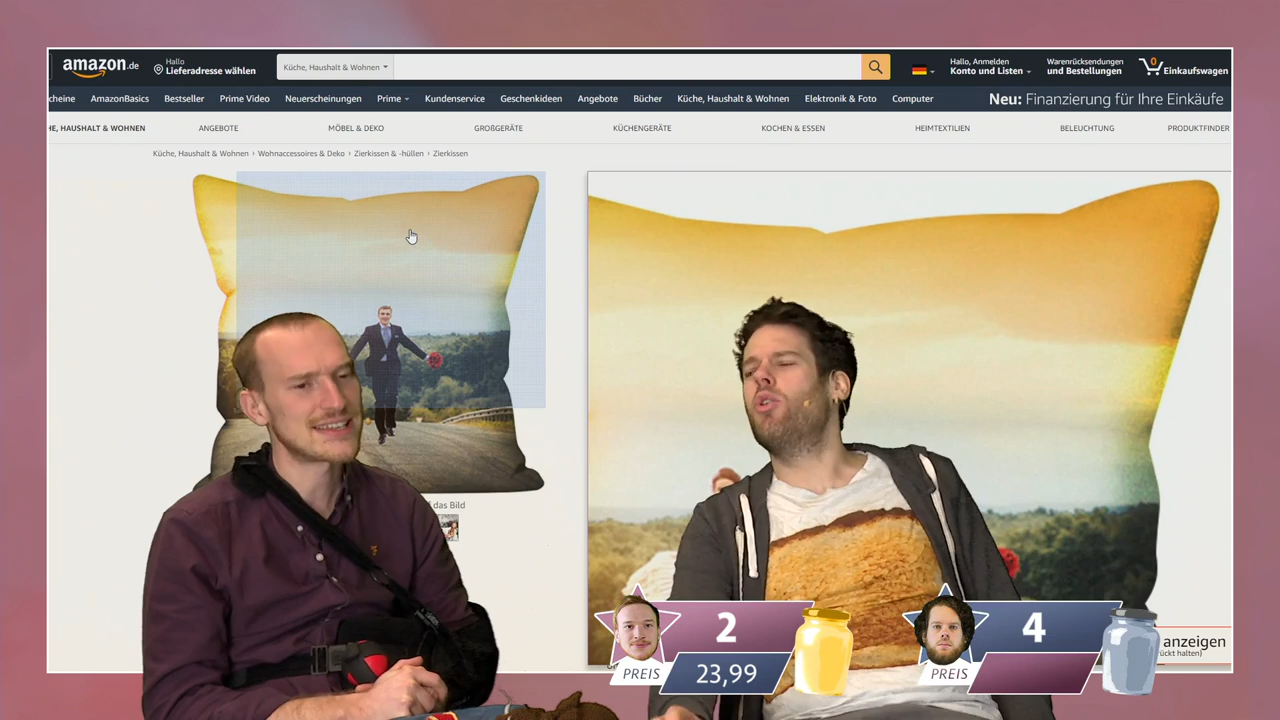 amazon.de
Hallo
Lieferadresse wählen
Küche, Haushalt & Wohnen
Hallo, Anmelden
Konto und Listen
Warenrücksendungen
und Bestellungen
0
Einkaufswagen
cheine AmazonBasics Bestseller Prime Video Neuerscheinungen Prime Kundenservice Geschenkideen Angebote Bücher Küche, Haushalt & Wohnen Elektronik & Foto Computer Neu: Finanzierung für Ihre Einkäufe
HE, HAUSHALT & WOHNEN ANGEBOTE MÖBEL & DEKO GROßGERÄTE KÜCHENGERÄTE KOCHEN & ESSEN HEIMTEXTILIEN BELEUCHTUNG PRODUKTFINDER
Küche, Haushalt & Wohnen › Wohnaccessoires & Deko › Zierkissen & -hüllen › Zierkissen
das Bild
2
PREIS
23,99
4
PREIS
anzeigen
rückt halten)